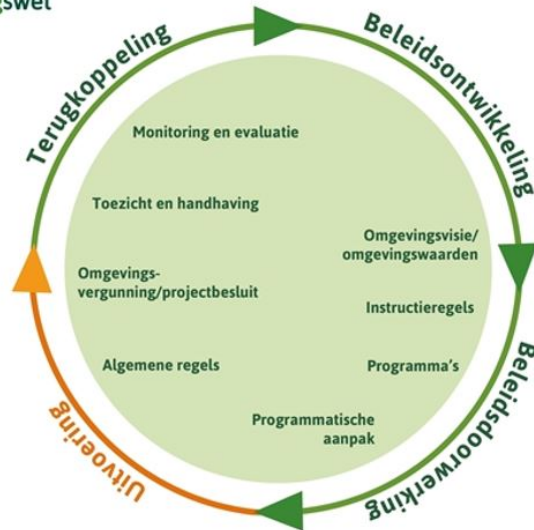 gswet
Terugkoppeling
Beleidsontwikkeling
Monitoring en evaluatie
Toezicht en handhaving
Omgevingsvisie/
omgevingswaarden
Omgevings-
vergunning/projectbesluit
Instructieregels
Algemene regels
Programma's
Programmatische
aanpak
Uitvoering
Beleidsdoorwerking